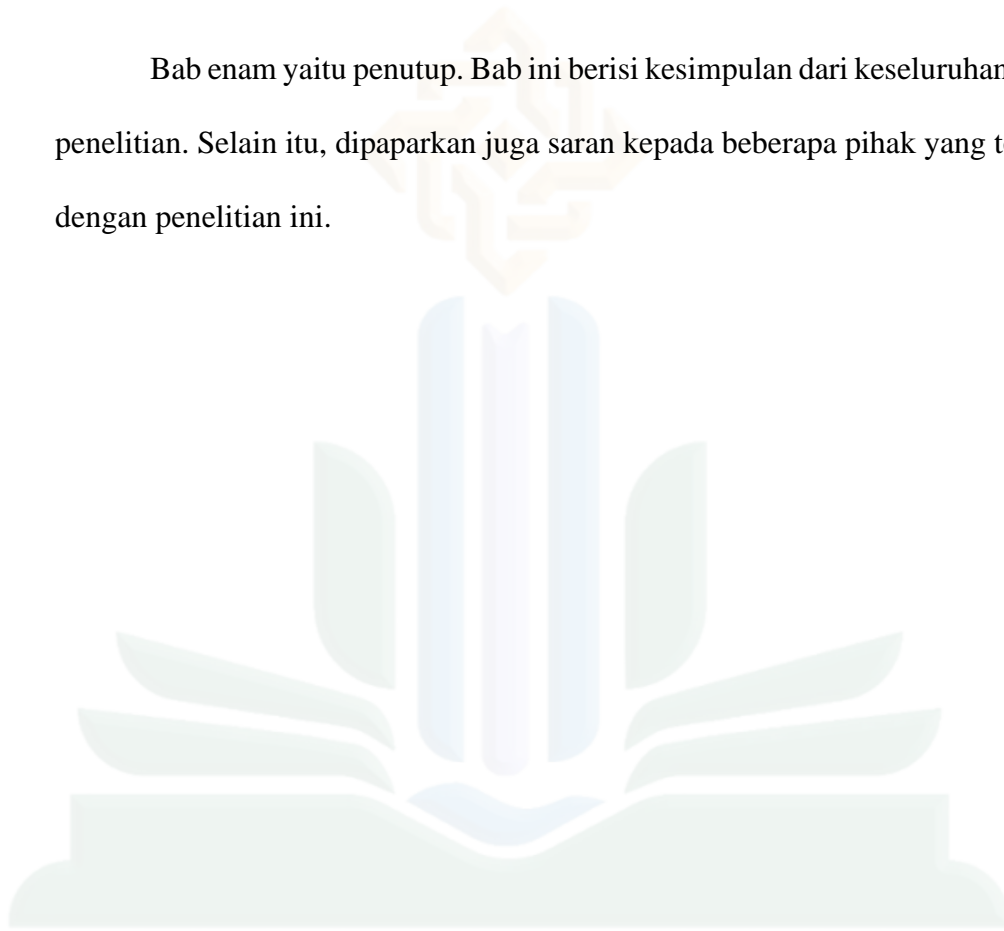 Bab enam yaitu penutup. Bab ini berisi kesimpulan dari keseluruhan
penelitian. Selain itu, dipaparkan juga saran kepada beberapa pihak yang
dengan penelitian ini.